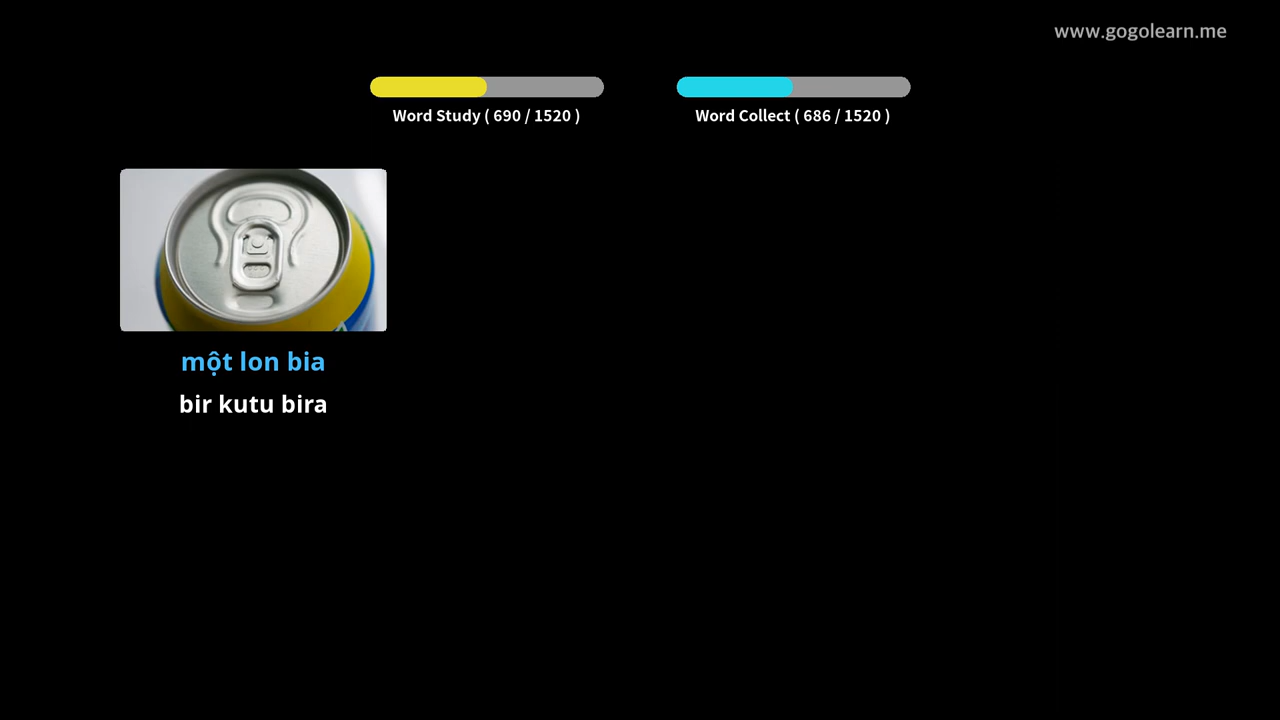 www.gogolearn.me
Word Study ( 690 / 1520 )
Word Collect ( 686 / 1520 )
một lon bia
bir kutu bira